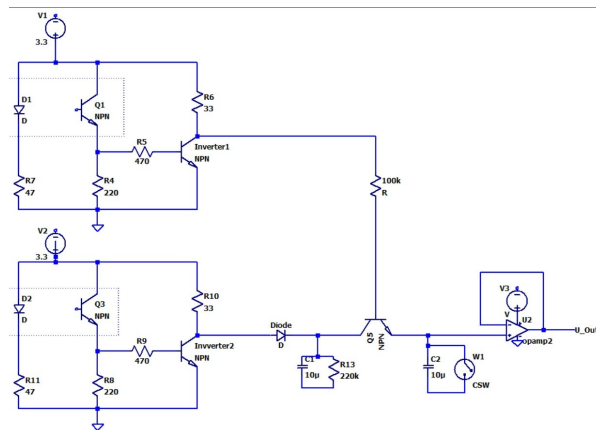 V1
3.3
D1
D
Q1
NPN
R6
33
R5
470
Inverter1
NPN
R7
47
R4
220
100k
R
V2
3.3
D2
D
Q3
NPN
R10
33
R9
470
Invverter2
NPN
R11
47
R8
220
Diode
D
C1
10µ
R13
220k
Q5
NPN
V3
V
U2
opamp2
U_Out
C2
10µ
W1
CSW